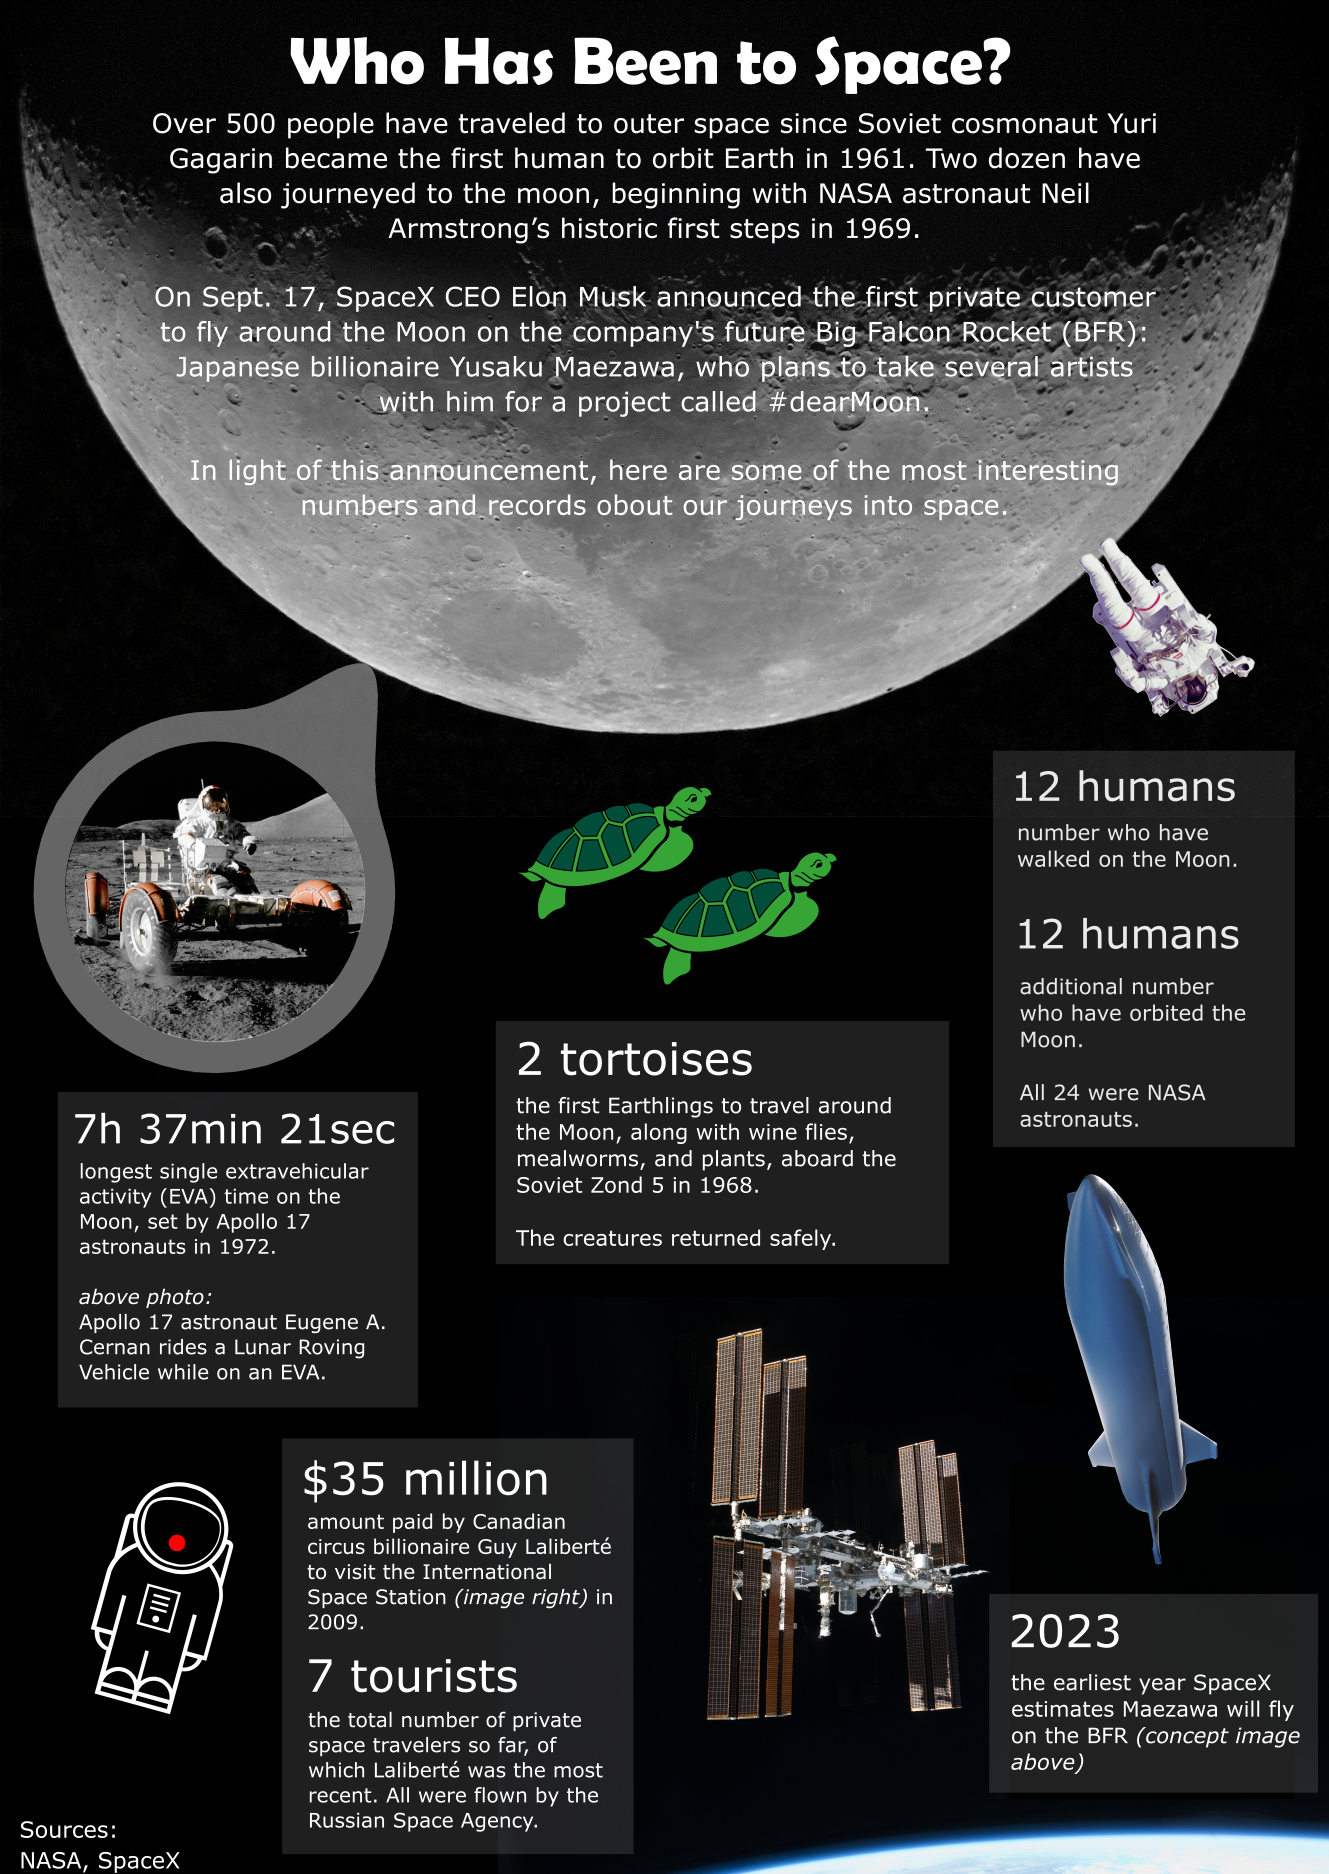 Who Has Been to Space?
Over 500 people have traveled to outer space since Soviet cosmonaut Yuri
Gagarin became the first human to orbit Earth in 1961. Two dozen have
also journeyed to the moon, beginning with NASA astronaut Neil
Armstrong’s historic first steps in 1969.
On Sept. 17, SpaceX CEO Elon Musk announced the first private customer
to fly around the Moon on the company's future Big Falcon Rocket (BFR):
Japanese billionaire Yusaku Maezawa, who plans to take several artists
with him for a project called #dearMoon.
In light of this announcement, here are some of the most interesting
numbers and records obout our journeys into space.
12 humans
number who have
walked on the Moon.
12 humans
additional number
who have orbited the
Moon.
All 24 were NASA
astronauts.
2 tortoises
the first Earthlings to travel around
the Moon, along with wine flies,
mealworms, and plants, aboard the
Soviet Zond 5 in 1968.
The creatures returned safely.
7h 37min 21sec
longest single extravehicular
activity (EVA) time on the
Moon, set by Apollo 17
astronauts in 1972.
above photo:
Apollo 17 astronaut Eugene A.
Cernan rides a Lunar Roving
Vehicle while on an EVA.
$35 million
amount paid by Canadian
circus billionaire Guy Laliberté
to visit the International
Space Station (image right) in
2009.
7 tourists
the total number of private
space travelers so far, of
which Laliberté was the most
recent. All were flown by the
Russian Space Agency.
2023
the earliest year SpaceX
estimates Maezawa will fly
on the BFR (concept image
above)
Sources:
NASA, SpaceX